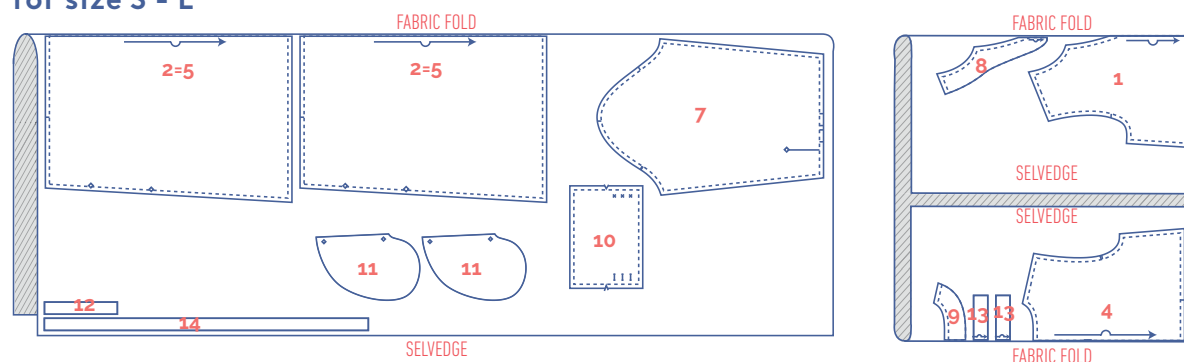 for size S - L
FABRIC FOLD
2=5
2=5
7
10
11
11
12
14
SELVEDGE
FABRIC FOLD
8
1
SELVEDGE
SELVEDGE
9
13
13
4
FABRIC FOLD